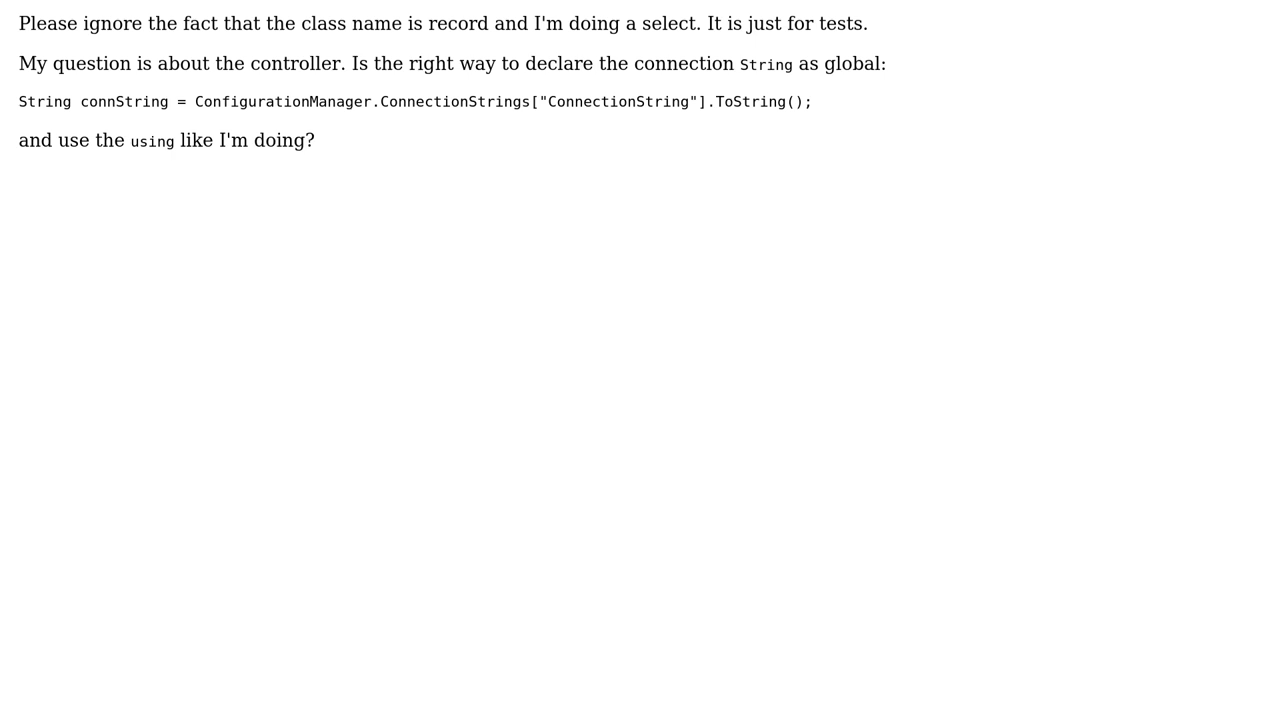 Please ignore the fact that the class name is record and I'm doing a select. It is just for tests.
My question is about the controller. Is the right way to declare the connection String as global:
String connString = ConfigurationManager.ConnectionStrings["ConnectionString"].ToString();
and use the using like I'm doing?